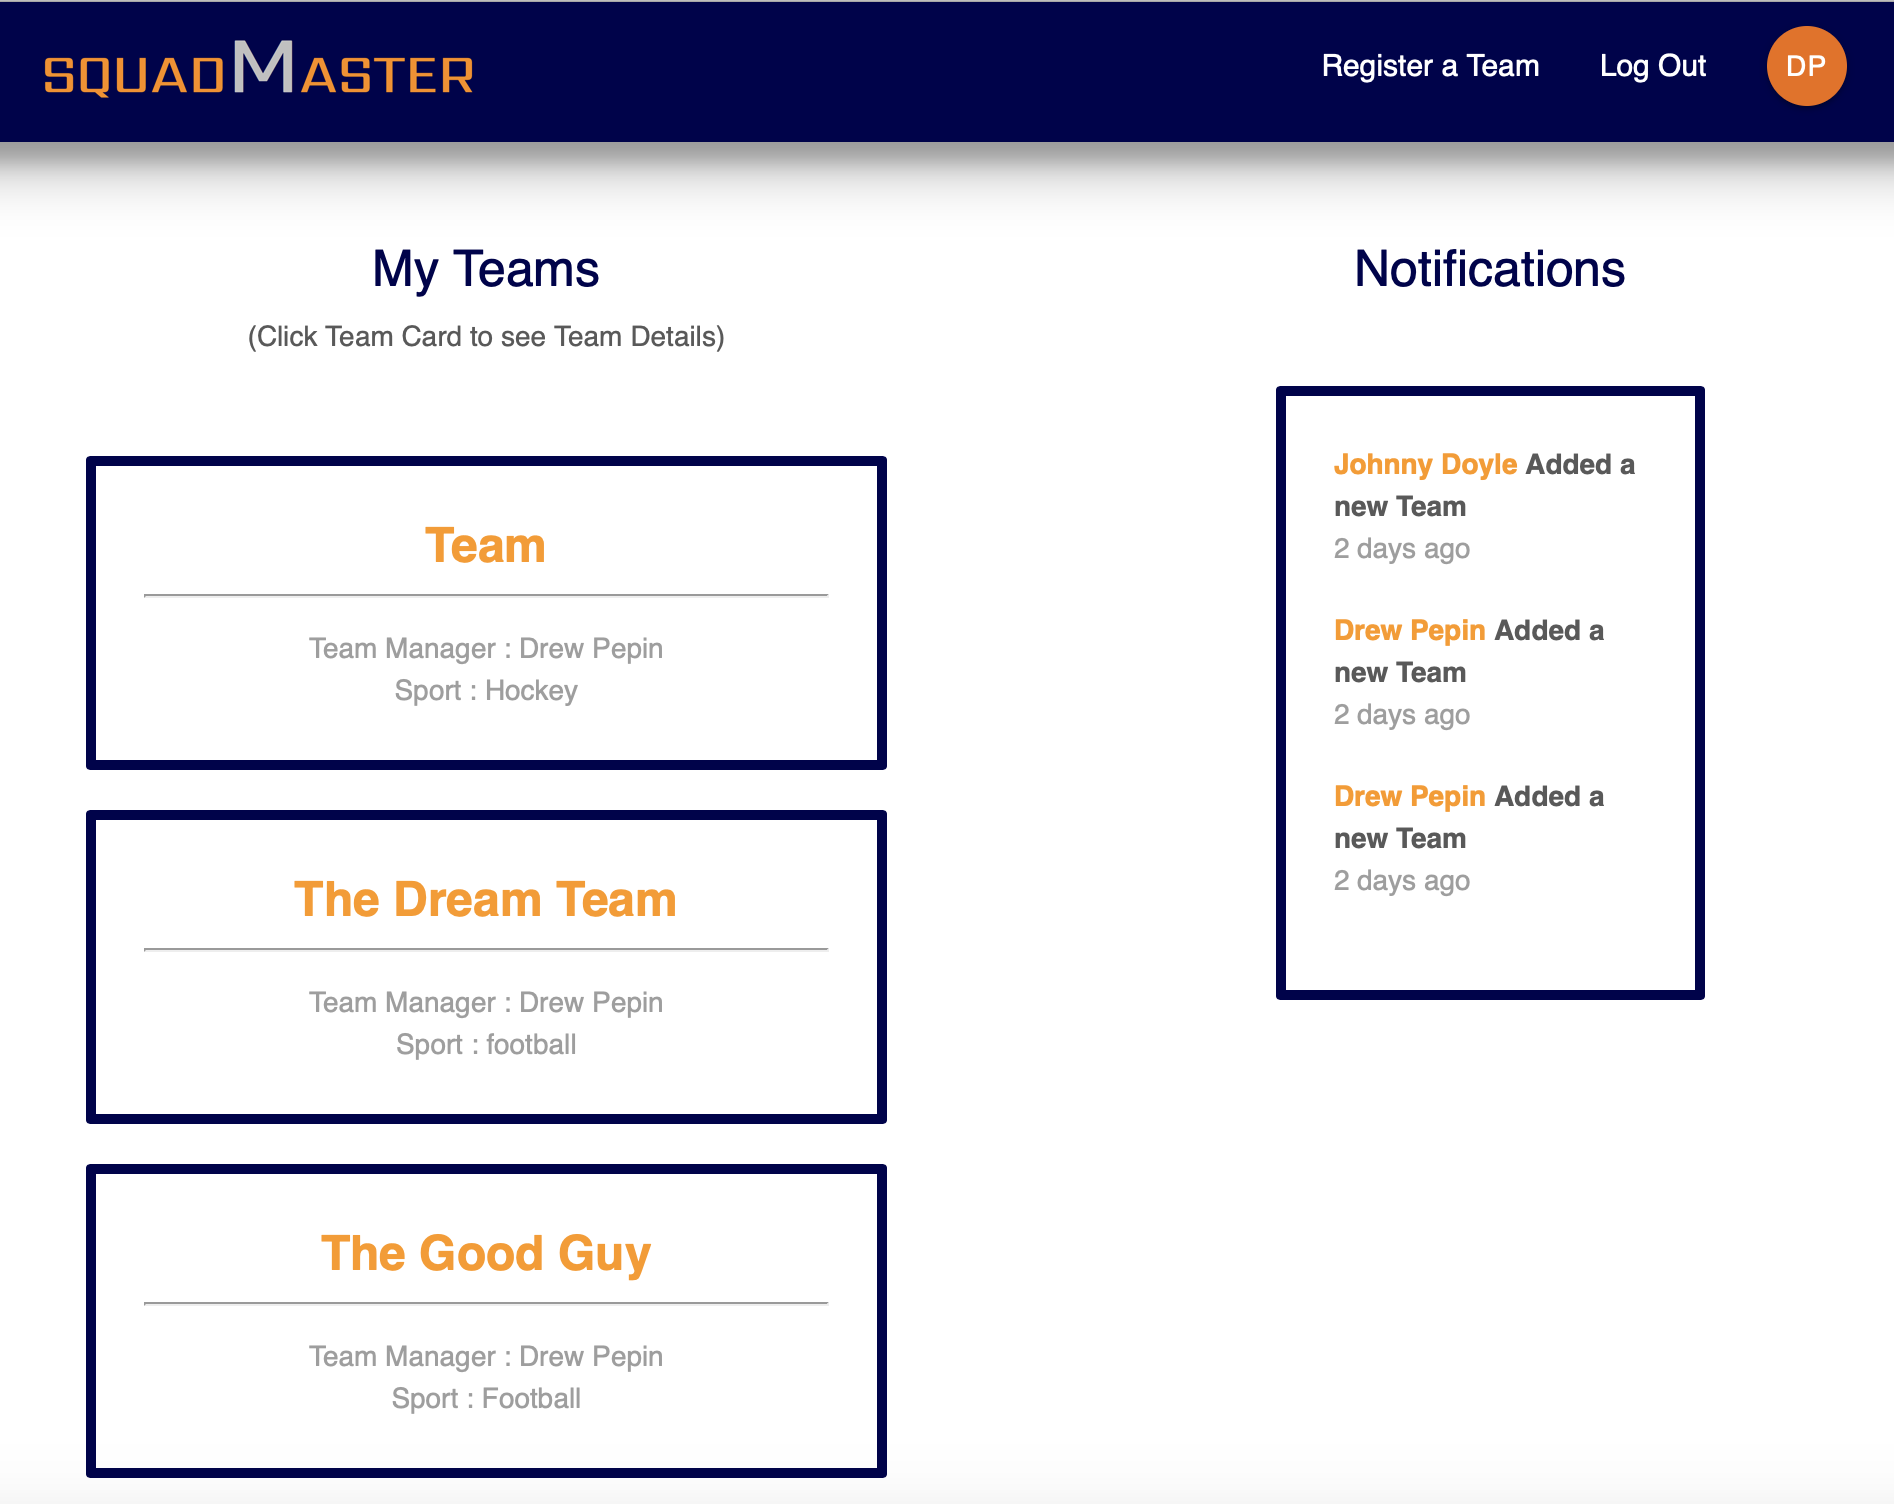 SQUADMASTER
Register a Team
Log Out
DP
My Teams
(Click Team Card to see Team Details)
Team
Team Manager : Drew Pepin
Sport : Hockey
The Dream Team
Team Manager : Drew Pepin
Sport : football
The Good Guy
Team Manager : Drew Pepin
Sport : Football
Notifications
Johnny Doyle Added a
new Team
2 days ago
Drew Pepin Added a
new Team
2 days ago
Drew Pepin Added a
new Team
2 days ago